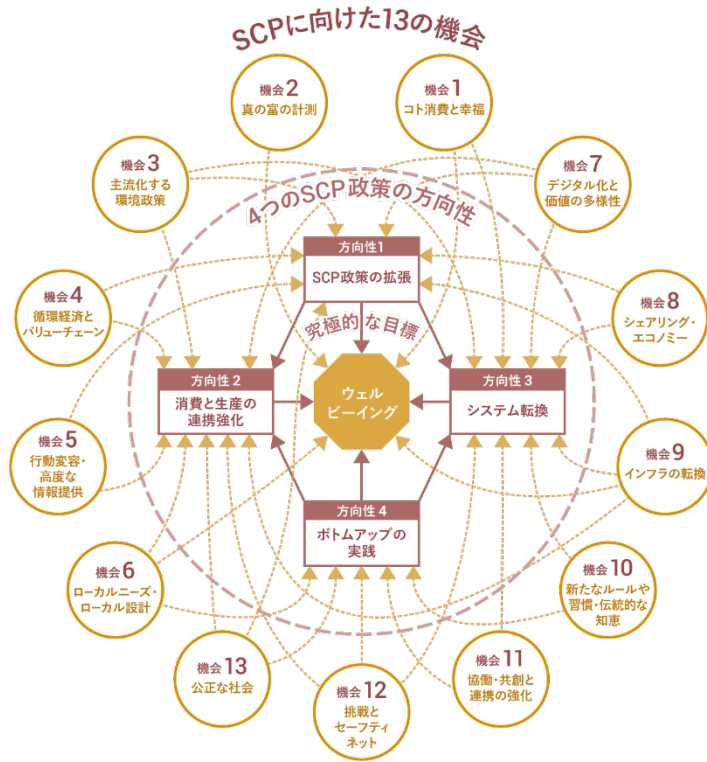 SCPに向けた13の機会
機会1
コト消費と幸福
機会2
真の富の計測
機会3
主流化する
環境政策
機会4
循環経済と
バリューチェーン
機会5
行動変容・
高度な
情報提供
機会6
ローカルニーズ・
ローカル設計
機会7
デジタル化と
価値の多様性
機会8
シェアリング・
エコノミー
機会9
インフラの転換
機会10
新たなルールや
習慣・伝統的な
知恵
機会11
協働・共創と
連携の強化
機会12
挑戦と
セーフティ
ネット
機会13
公正な社会
4つのSCP政策の方向性
方向性1
SCP政策の拡張
究極的な目標
ウェル
ビーイング
方向性2
消費と生産の
連携強化
方向性3
システム転換
方向性4
ボトムアップの
実践